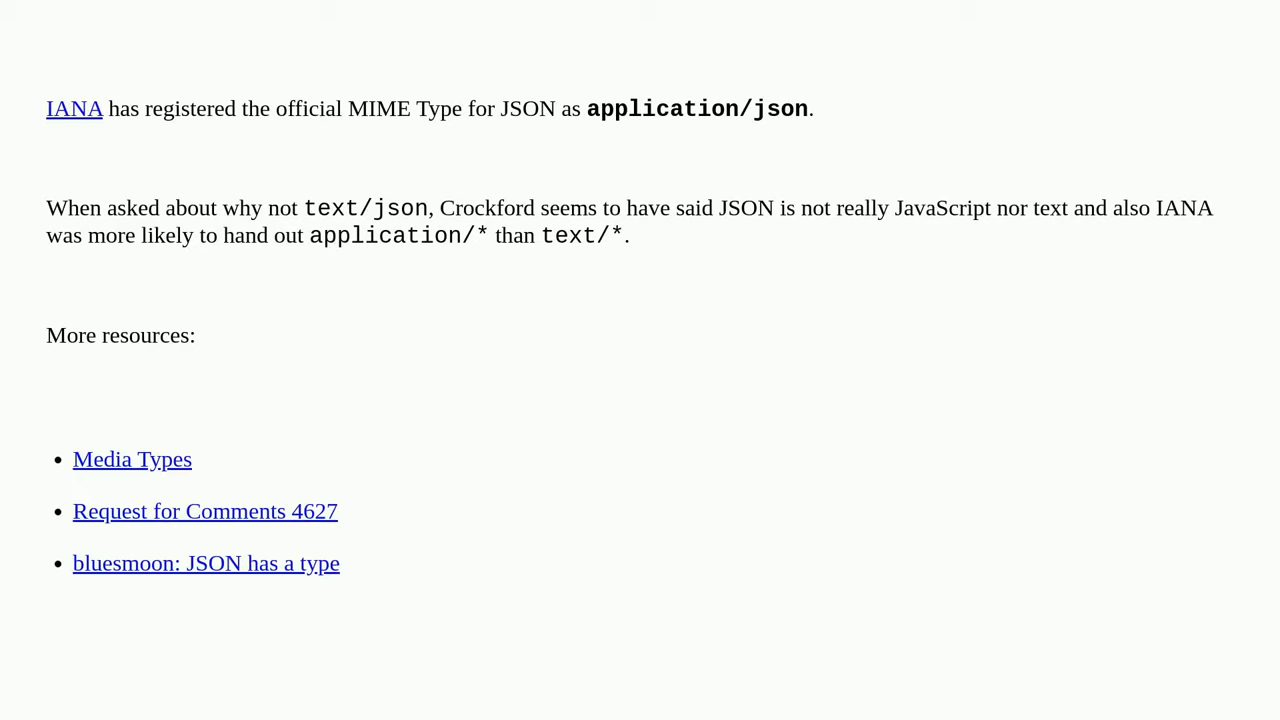 IANA has registered the official MIME Type for JSON as application/json.
When asked about why not text/json, Crockford seems to have said JSON is not really JavaScript nor text and also IANA
was more likely to hand out application/* than text/*.
More resources:
• Media Types
• Request for Comments 4627
• bluesmoon: JSON has a type